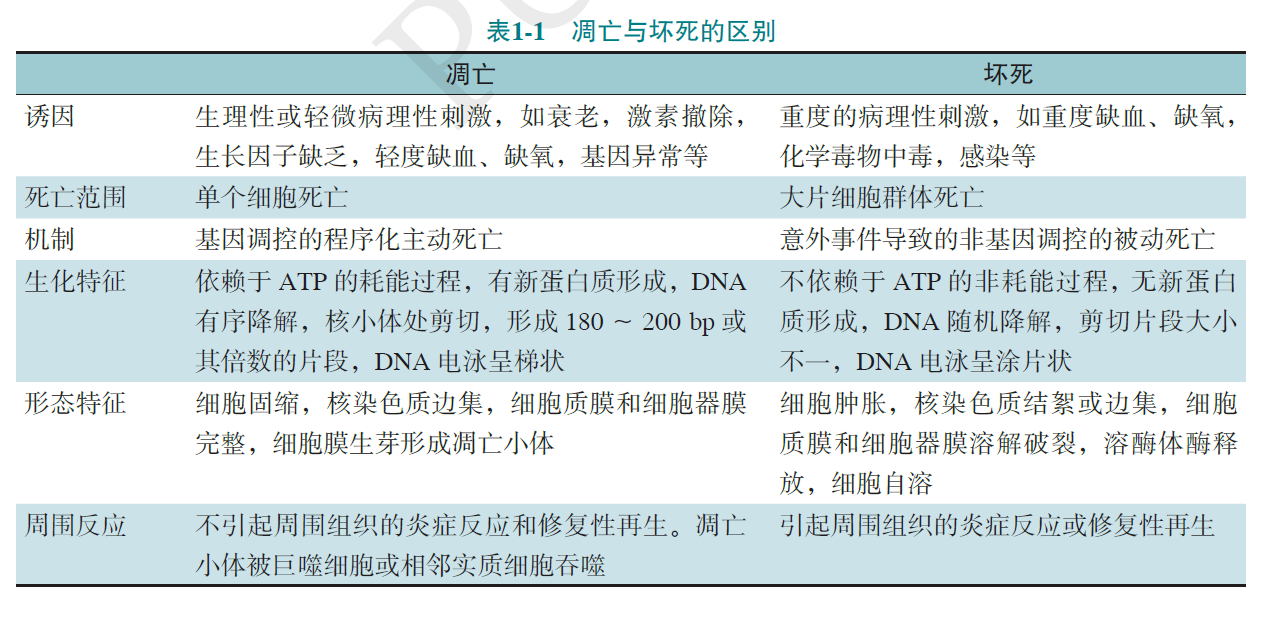 表1-1 凋亡与坏死的区别
凋亡 坏死
诱因 生理性或轻微病理性刺激，如衰老，激素撤除， 重度的病理性刺激，如重度缺血、缺氧，
生长因子缺乏，轻度缺血、缺氧，基因异常等 化学毒物中毒，感染等
死亡范围 单个细胞死亡 大片细胞群体死亡
机制 基因调控的程序化主动死亡 意外事件导致的非基因调控的被动死亡
生化特征 依赖于 ATP 的耗能过程，有新蛋白质形成，DNA 不依赖于 ATP 的非耗能过程，无新蛋白
有序降解，核小体处剪切，形成 180 ~ 200 bp 或 质形成，DNA 随机降解，剪切片段大小
其倍数的片段，DNA 电泳呈梯状 不一，DNA 电泳呈涂片状
形态特征 细胞固缩，核染色质边集，细胞质膜和细胞器膜 细胞肿胀，核染色质结絮或边集，细胞
完整，细胞膜生芽形成凋亡小体 质膜和细胞器膜溶解破裂，溶酶体酶释
放，细胞自溶
周围反应 不引起周围组织的炎症反应和修复性再生。凋亡 引起周围组织的炎症反应或修复性再生
小体被巨噬细胞或相邻实质细胞吞噬